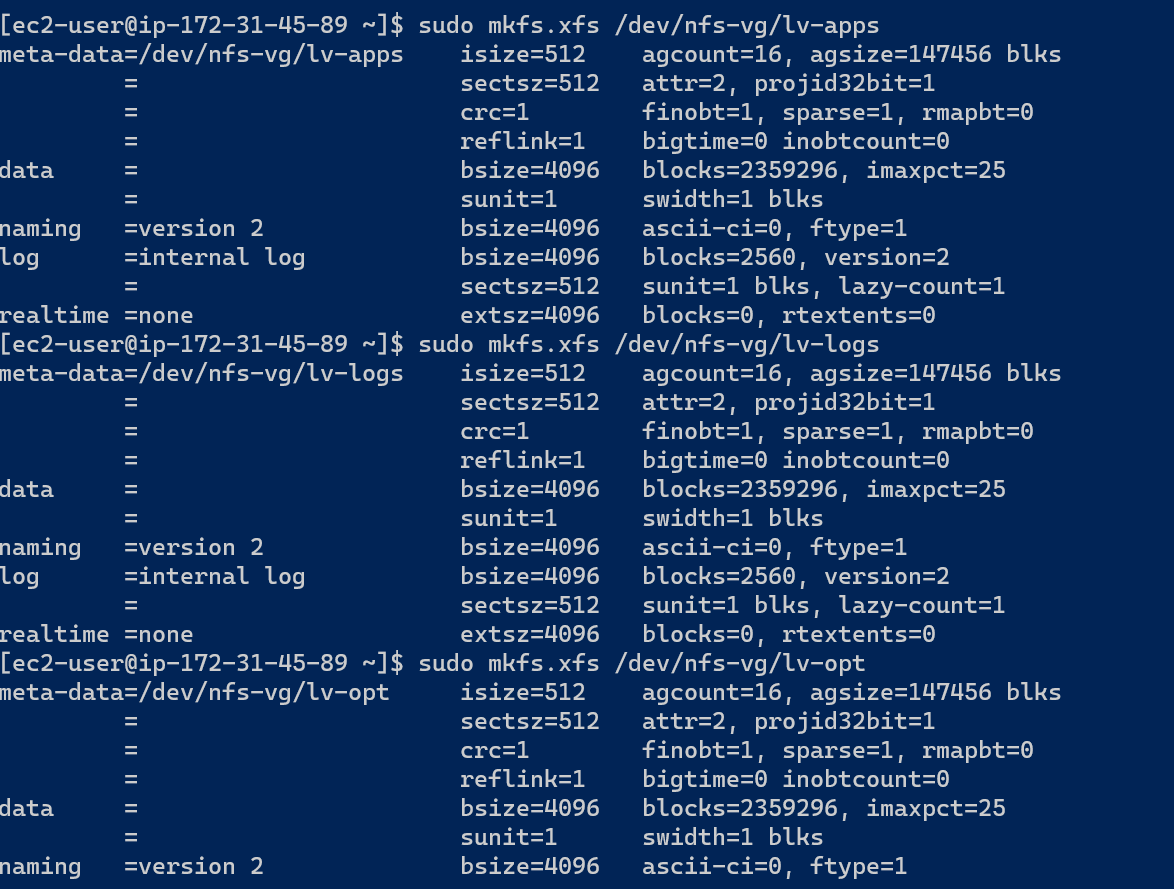 [ec2-user@ip-172-31-45-89 ~]$ sudo mkfs.xfs /dev/nfs-vg/lv-apps
meta-data=/dev/nfs-vg/lv-apps    isize=512    agcount=16, agsize=147456 blks
         =                       sectsz=512   attr=2, projid32bit=1
         =                       crc=1        finobt=1, sparse=1, rmapbt=0
         =                       reflink=1    bigtime=0 inobtcount=0
data     =                       bsize=4096   blocks=2359296, imaxpct=25
         =                       sunit=1      swidth=1 blks
naming   =version 2              bsize=4096   ascii-ci=0, ftype=1
log      =internal log           bsize=4096   blocks=2560, version=2
         =                       sectsz=512   sunit=1 blks, lazy-count=1
realtime =none                   extsz=4096   blocks=0, rtextents=0
[ec2-user@ip-172-31-45-89 ~]$ sudo mkfs.xfs /dev/nfs-vg/lv-logs
meta-data=/dev/nfs-vg/lv-logs    isize=512    agcount=16, agsize=147456 blks
         =                       sectsz=512   attr=2, projid32bit=1
         =                       crc=1        finobt=1, sparse=1, rmapbt=0
         =                       reflink=1    bigtime=0 inobtcount=0
data     =                       bsize=4096   blocks=2359296, imaxpct=25
         =                       sunit=1      swidth=1 blks
naming   =version 2              bsize=4096   ascii-ci=0, ftype=1
log      =internal log           bsize=4096   blocks=2560, version=2
         =                       sectsz=512   sunit=1 blks, lazy-count=1
realtime =none                   extsz=4096   blocks=0, rtextents=0
[ec2-user@ip-172-31-45-89 ~]$ sudo mkfs.xfs /dev/nfs-vg/lv-opt
meta-data=/dev/nfs-vg/lv-opt     isize=512    agcount=16, agsize=147456 blks
         =                       sectsz=512   attr=2, projid32bit=1
         =                       crc=1        finobt=1, sparse=1, rmapbt=0
         =                       reflink=1    bigtime=0 inobtcount=0
data     =                       bsize=4096   blocks=2359296, imaxpct=25
         =                       sunit=1      swidth=1 blks
naming   =version 2              bsize=4096   ascii-ci=0, ftype=1